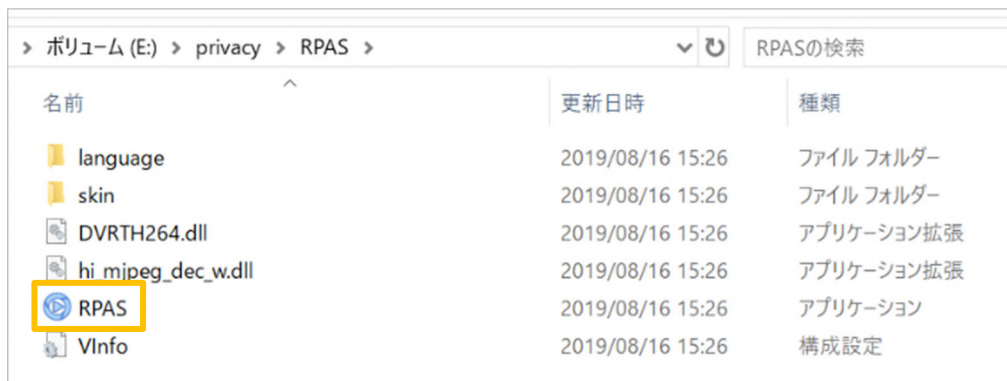 > ボリューム (E:) > privacy > RPAS > RPASの検索
名前 更新日時 種類
language 2019/08/16 15:26 ファイル フォルダー
skin 2019/08/16 15:26 ファイル フォルダー
DVRTH264.dll 2019/08/16 15:26 アプリケーション拡張
hi_mjpeg_dec_w.dll 2019/08/16 15:26 アプリケーション拡張
RPAS 2019/08/16 15:26 アプリケーション
VInfo 2019/08/16 15:26 構成設定